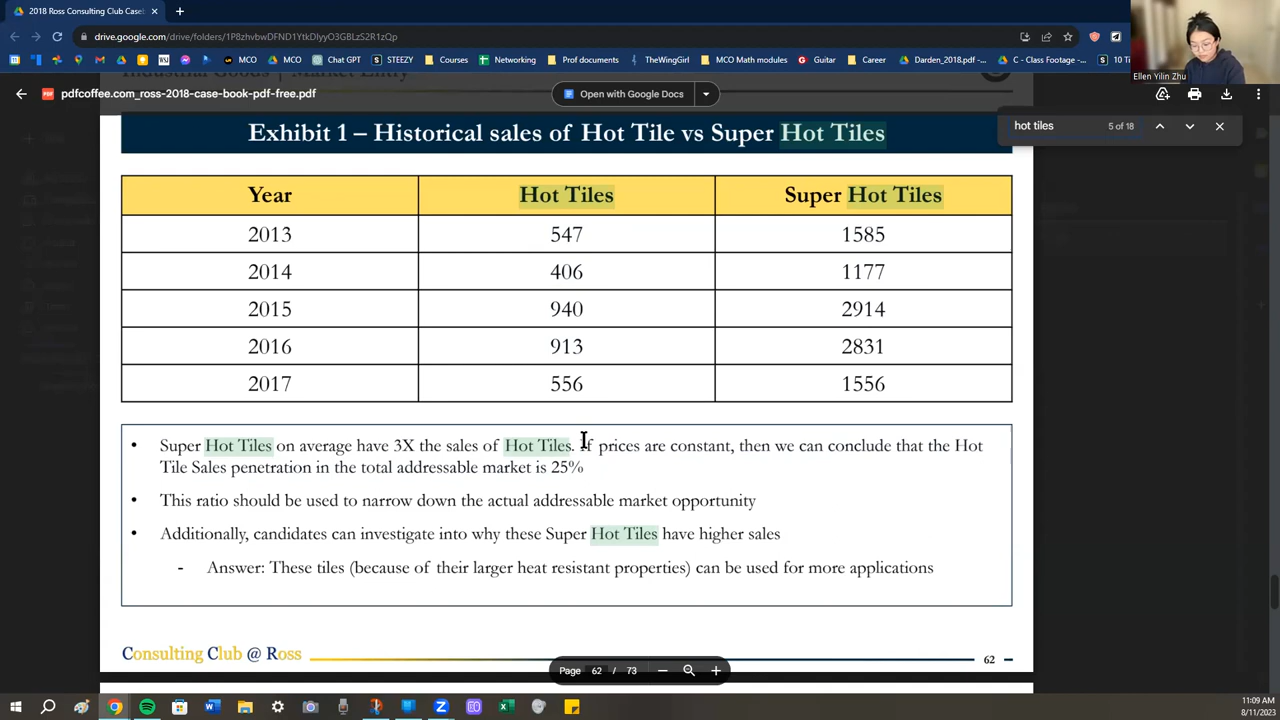 2018 Ross Consulting Club Case
drive.google.com/drive/folders/1P8zhvbwDFND1YtkDIyyO3GBLzS2R1zQp
MCO
Chat GPT
STEEZY
Courses
Networking
Prof documents
TheWingGirl
MCO Math modules
Guitar
Career
Darden_2018.pdf -...
C - Class Footage -...
10 Ti
Ellen Yilin Zhu
Industrial Goods | Market Entry
pdfcoffee.com_ross-2018-case-book-pdf-free.pdf
Open with Google Docs
hot tiles 5 of 18
Exhibit 1 – Historical sales of Hot Tile vs Super Hot Tiles
Year Hot Tiles Super Hot Tiles
2013 547 1585
2014 406 1177
2015 940 2914
2016 913 2831
2017 556 1556
• Super Hot Tiles on average have 3X the sales of Hot Tiles. If prices are constant, then we can conclude that the Hot
Tile Sales penetration in the total addressable market is 25%
• This ratio should be used to narrow down the actual addressable market opportunity
• Additionally, candidates can investigate into why these Super Hot Tiles have higher sales
- Answer: These tiles (because of their larger heat resistant properties) can be used for more applications
Consulting Club @ Ross
62
Page 62 / 73
11:09 AM
8/11/2023